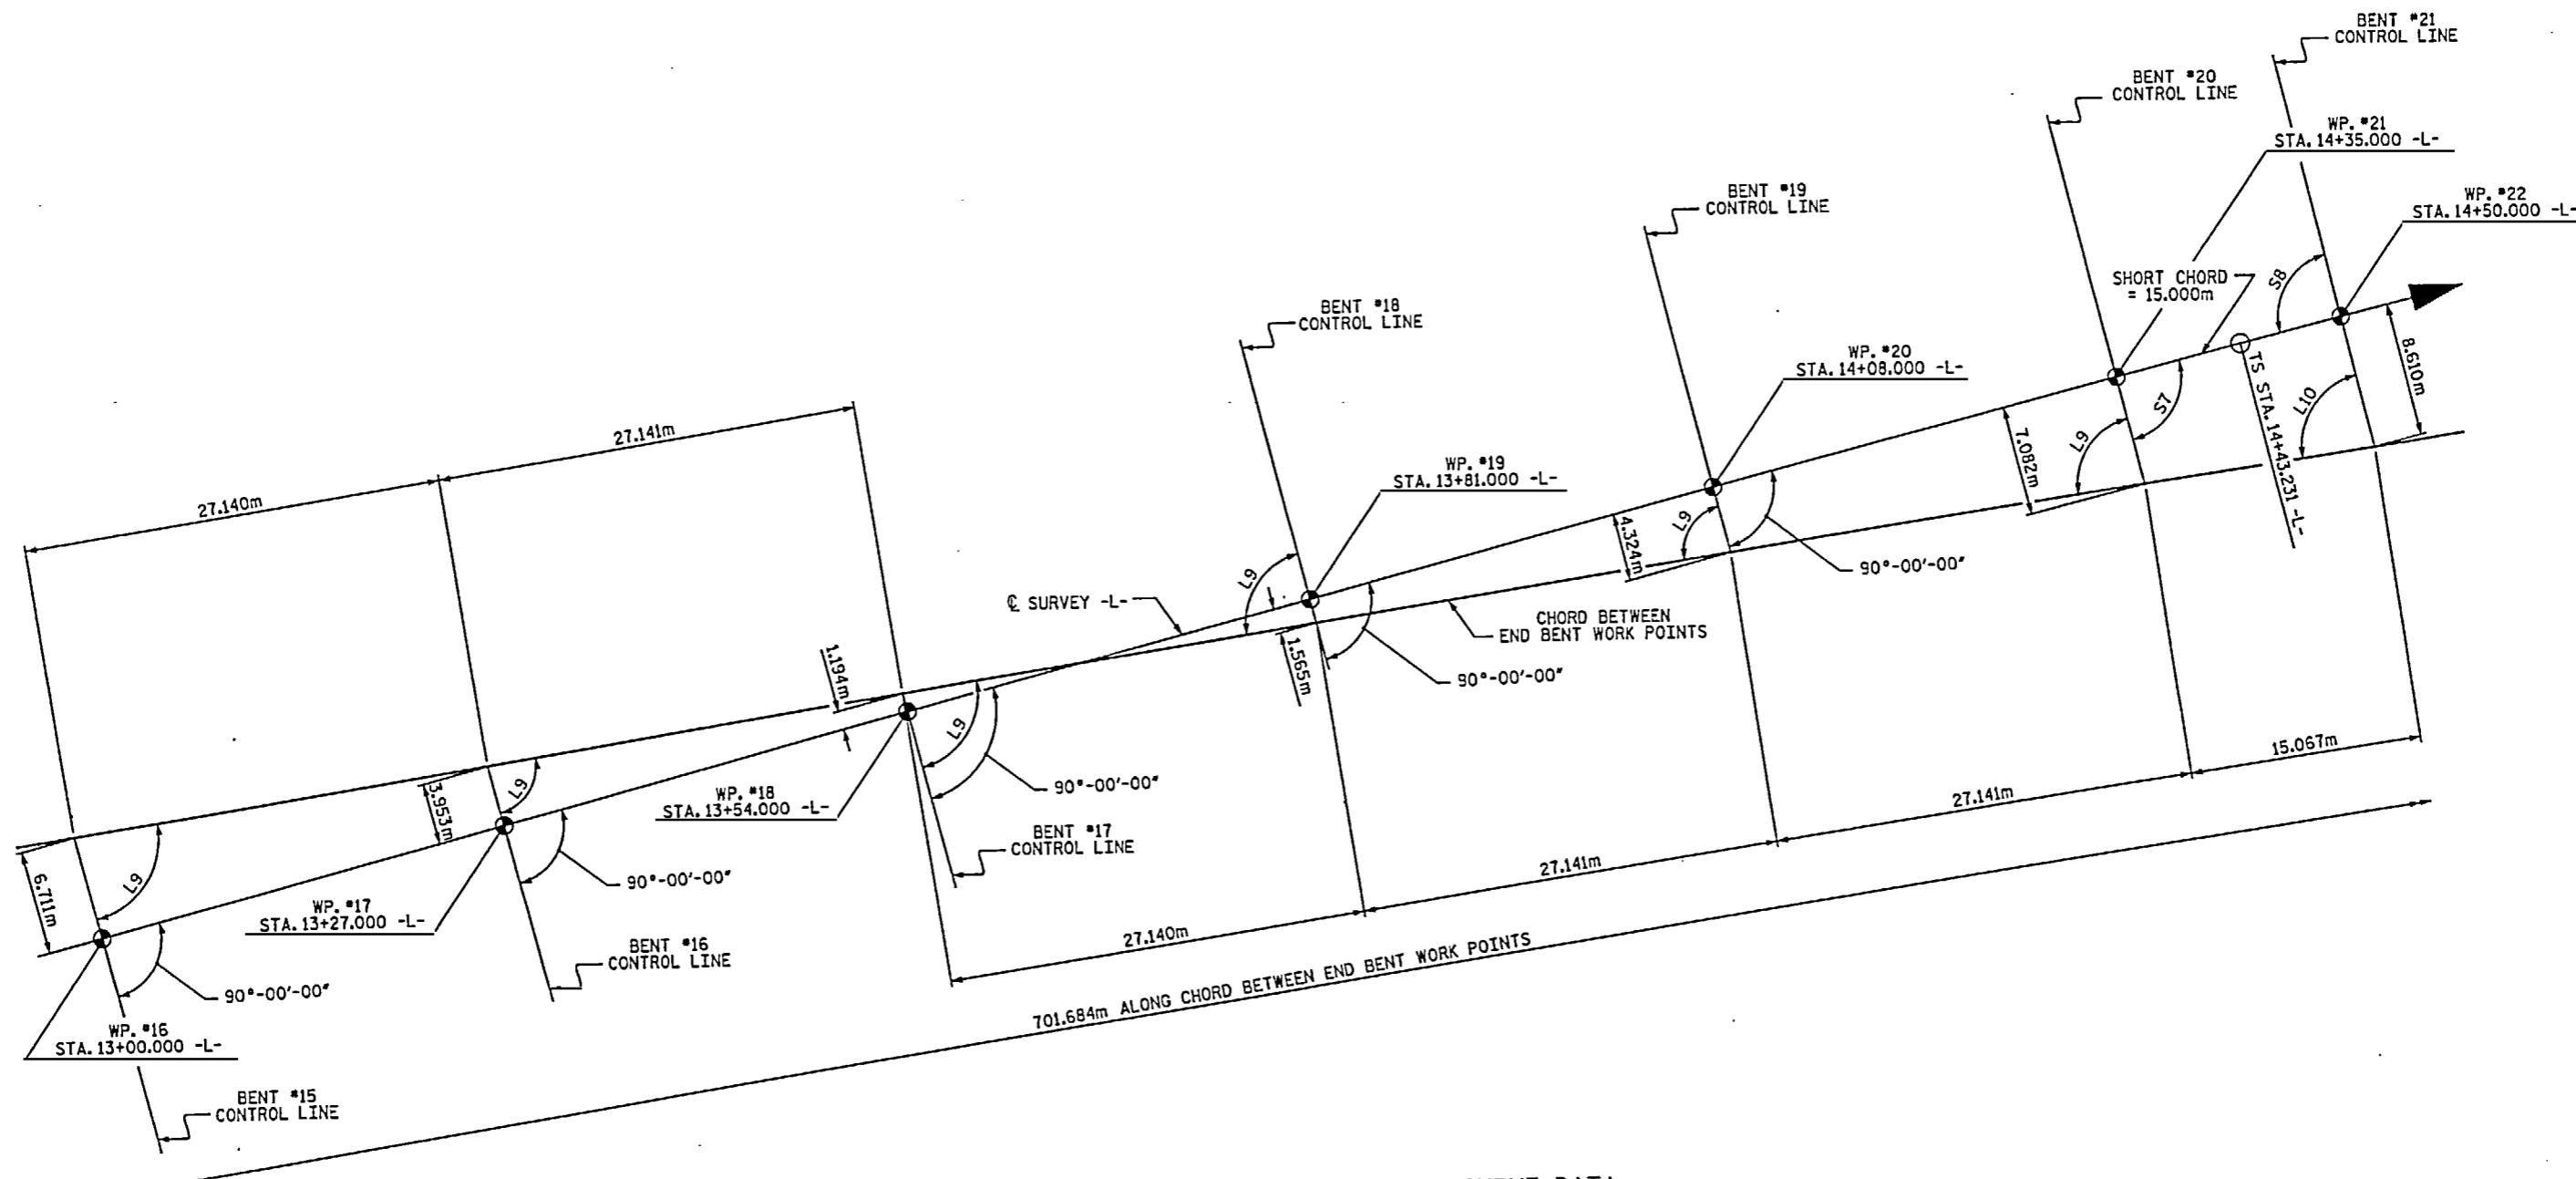 BENT #21
CONTROL LINE
BENT #20
CONTROL LINE
WP. #21
STA. 14+35.000 -L-
BENT #19
CONTROL LINE
WP. #22
STA. 14+50.000 -L-
SHORT CHORD
= 15.000m
S8
BENT #18
CONTROL LINE
WP. #20
STA. 14+08.000 -L-
8.610m
L10
S7
L9
TS STA. 14+43.231 -L-
7.082m
27.141m
27.140m
WP. #19
STA. 13+81.000 -L-
L9
4.324m
90°-00'-00"
L9
℄ SURVEY -L-
CHORD BETWEEN
END BENT WORK POINTS
1.565m
90°-00'-00"
1.194m
L9
90°-00'-00"
15.067m
27.141m
27.141m
27.140m
3.953m
L9
WP. #18
STA. 13+54.000 -L-
BENT #17
CONTROL LINE
90°-00'-00"
6.711m
L9
WP. #17
STA. 13+27.000 -L-
BENT #16
CONTROL LINE
90°-00'-00"
701.684m ALONG CHORD BETWEEN END BENT WORK POINTS
WP. #16
STA. 13+00.000 -L-
BENT #15
CONTROL LINE
DATA